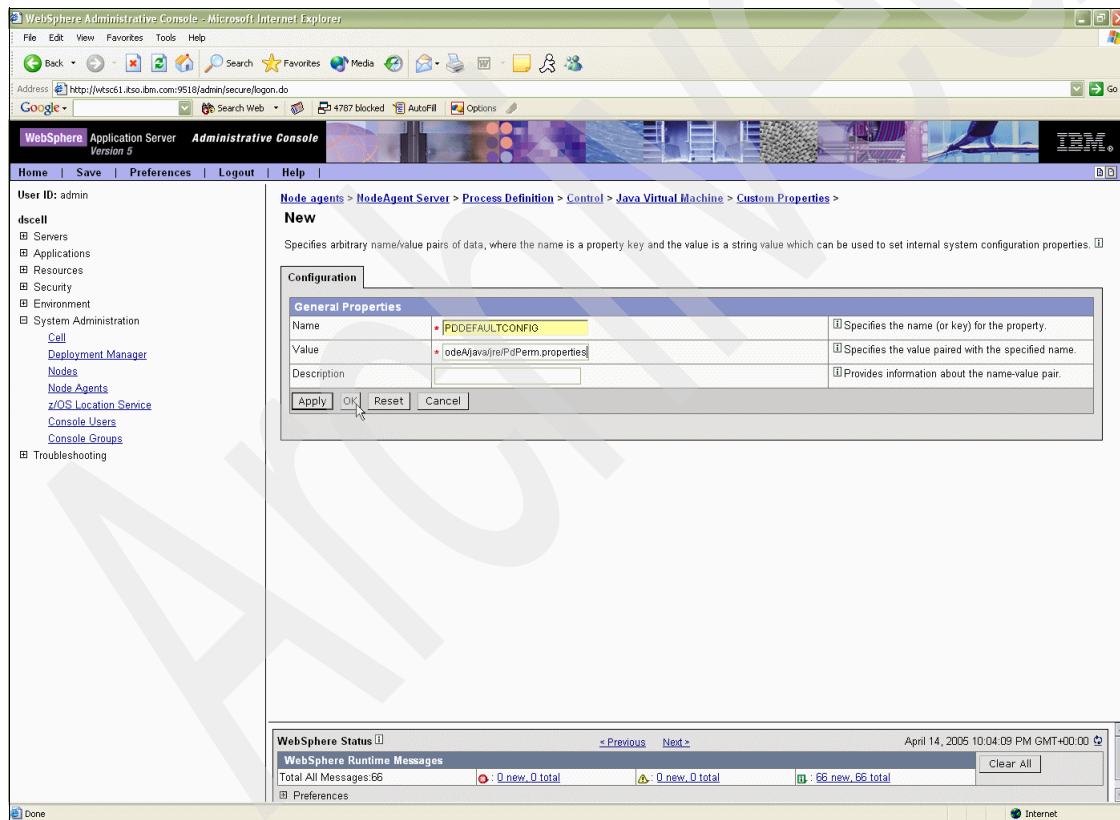 WebSphere Administrative Console - Microsoft Internet Explorer
File Edit View Favorites Tools Help
Back Search Favorites Media
Address http://wtsc61.itso.ibm.com:9518/admin/secure/logon.do Go
Google Search Web 4787 blocked AutoFill Options
WebSphere Application Server Administrative Console
Version 5
IBM
Home | Save | Preferences | Logout | Help |
User ID: admin
dscell
Servers
Applications
Resources
Security
Environment
System Administration
Cell
Deployment Manager
Nodes
Node Agents
z/OS Location Service
Console Users
Console Groups
Troubleshooting
Node agents > NodeAgent Server > Process Definition > Control > Java Virtual Machine > Custom Properties >
New
Specifies arbitrary name/value pairs of data, where the name is a property key and the value is a string value which can be used to set internal system configuration properties.
Configuration
General Properties
Name * PDDEFAULTCONFIG Specifies the name (or key) for the property.
Value * odeA/java/jre/PdPerm.properties Specifies the value paired with the specified name.
Description Provides information about the name-value pair.
Apply OK Reset Cancel
WebSphere Status < Previous Next > April 14, 2005 10:04:09 PM GMT+00:00
WebSphere Runtime Messages Clear All
Total All Messages:66 : 0 new, 0 total : 0 new, 0 total : 66 new, 66 total
Preferences
Done Internet
Archived